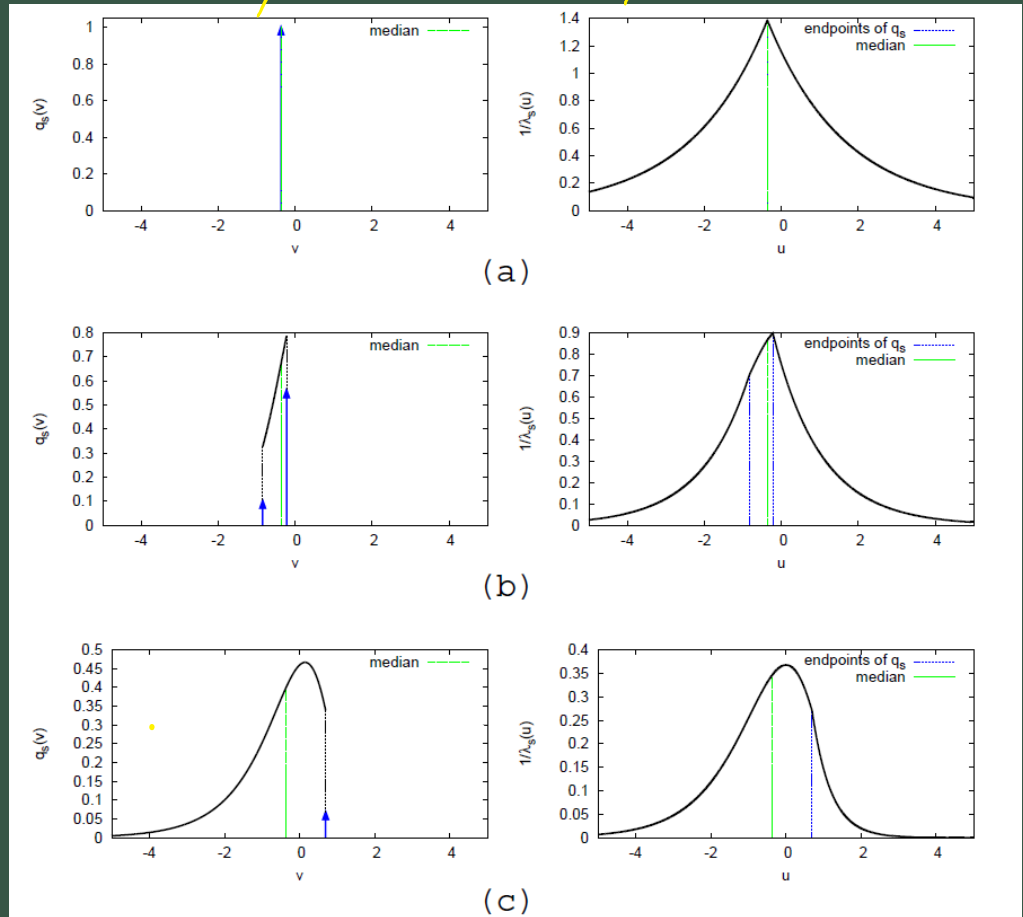 median
q_s(v)
1
0.8
0.6
0.4
0.2
0
-4 -2 0 2 4
v
endpoints of q_s
median
1/λ_s(u)
1.4
1.2
1
0.8
0.6
0.4
0.2
0
-4 -2 0 2 4
u
(a)
median
q_s(v)
0.8
0.7
0.6
0.5
0.4
0.3
0.2
0.1
0
-4 -2 0 2 4
v
endpoints of q_s
median
1/λ_s(u)
0.9
0.8
0.7
0.6
0.5
0.4
0.3
0.2
0.1
0
-4 -2 0 2 4
u
(b)
median
q_s(v)
0.5
0.45
0.4
0.35
0.3
0.25
0.2
0.15
0.1
0.05
0
-4 -2 0 2 4
v
endpoints of q_s
median
1/λ_s(u)
0.4
0.35
0.3
0.25
0.2
0.15
0.1
0.05
0
-4 -2 0 2 4
u
(c)